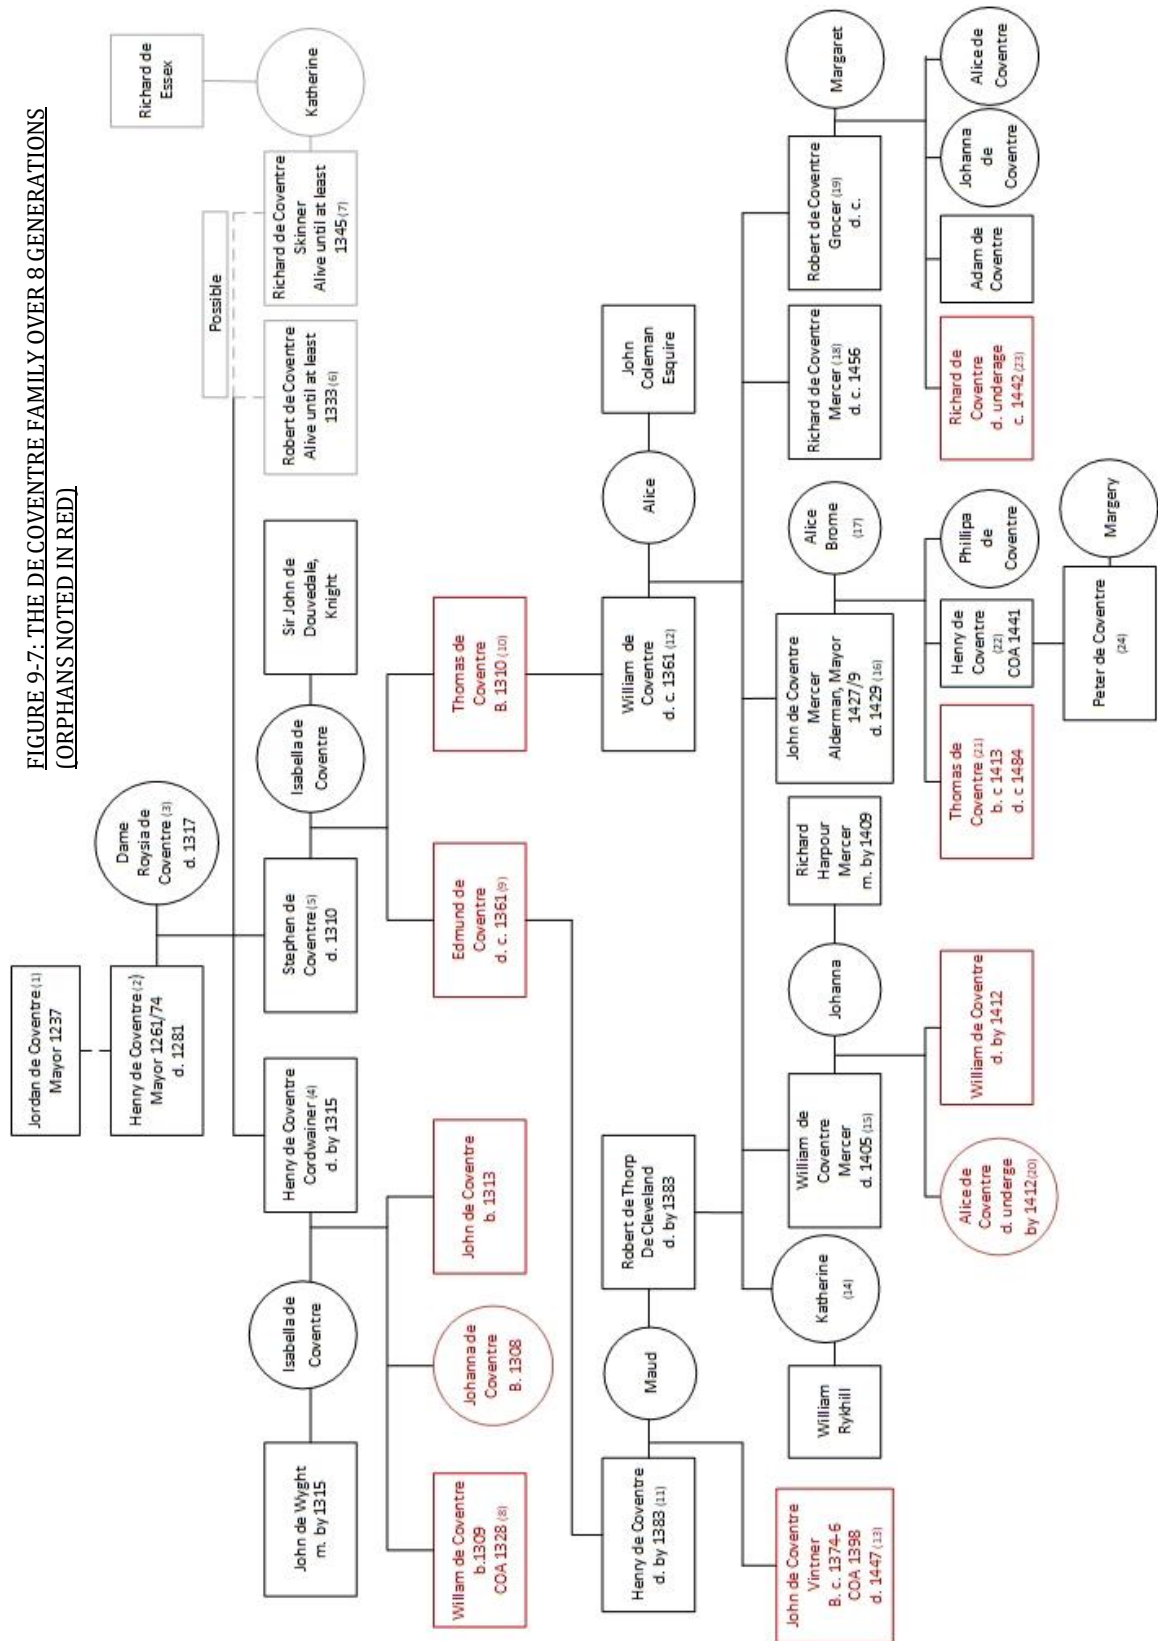 FIGURE 9-7: THE DE COVENTRE FAMILY OVER 8 GENERATIONS
(ORPHANS NOTED IN RED)
Jordan de Coventre (1)
Mayor 1237
Henry de Coventre (2)
Mayor 1261/74
d. 1281
Dame
Roysia de
Coventre (3)
d. 1317
Richard de
Essex
Possible
John de Wyght
m. by 1315
Isabella de
Coventre
Henry de Coventre
Cordwainer (4)
d. by 1315
Stephen de
Coventre (5)
d. 1310
Isabella de
Coventre
Sir John de
Douvedale,
Knight
Robert de Coventre
Alive until at least
1333 (6)
Richard de Coventre
Skinner
Alive until at least
1345 (7)
Katherine
Willam de Coventre
b.1309
COA 1328 (8)
Johanna de
Coventre
B. 1308
John de Coventre
b. 1313
Edmund de
Coventre
d. c. 1361 (9)
Thomas de
Coventre
B. 1310 (10)
Henry de Coventre
d. by 1383 (11)
Maud
Robert de Thorp
De Cleveland
d. by 1383
William de
Coventre
d. c. 1361 (12)
Alice
John
Coleman
Esquire
John de Coventre
Vintner
B. c. 1374-6
COA 1398
d. 1447 (13)
William
Rykhill
Katherine
(14)
William de
Coventre
Mercer
d. 1405 (15)
Johanna
Richard
Harpour
Mercer
m. by 1409
John de Coventre
Mercer
Alderman, Mayor
1427/9
d. 1429 (16)
Alice
Brome
(17)
Richard de Coventre
Mercer (18)
d. c. 1456
Robert de Coventre
Grocer (19)
d. c.
Margaret
Alice de
Coventre
d. underge
by 1412 (20)
William de Coventre
d. by 1412
Thomas de
Coventre (21)
b. c 1413
d. c 1484
Henry de
Coventre
(22)
COA 1441
Phillipa
de
Coventre
Richard de
Coventre
d. underage
c. 1442 (23)
Adam de
Coventre
Johanna
de
Coventre
Alice de
Coventre
Peter de Coventre
(24)
Margery